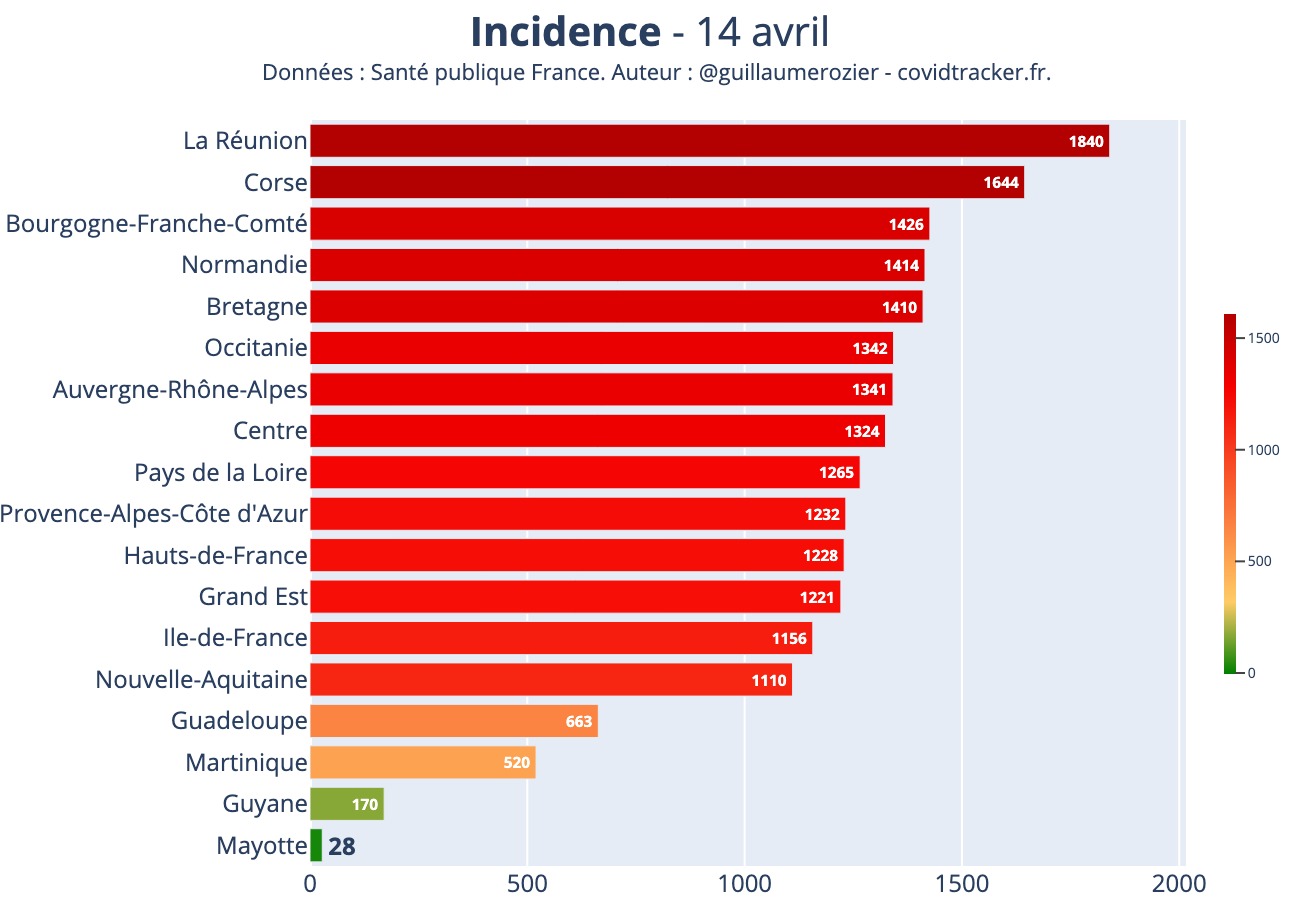 Incidence - 14 avril
Données : Santé publique France. Auteur : @guillaumerozier - covidtracker.fr.
La Réunion 1840
Corse 1644
Bourgogne-Franche-Comté 1426
Normandie 1414
Bretagne 1410
Occitanie 1342
Auvergne-Rhône-Alpes 1341
Centre 1324
Pays de la Loire 1265
Provence-Alpes-Côte d'Azur 1232
Hauts-de-France 1228
Grand Est 1221
Ile-de-France 1156
Nouvelle-Aquitaine 1110
Guadeloupe 663
Martinique 520
Guyane 170
Mayotte 28
0 500 1000 1500 2000
1500
1000
500
0